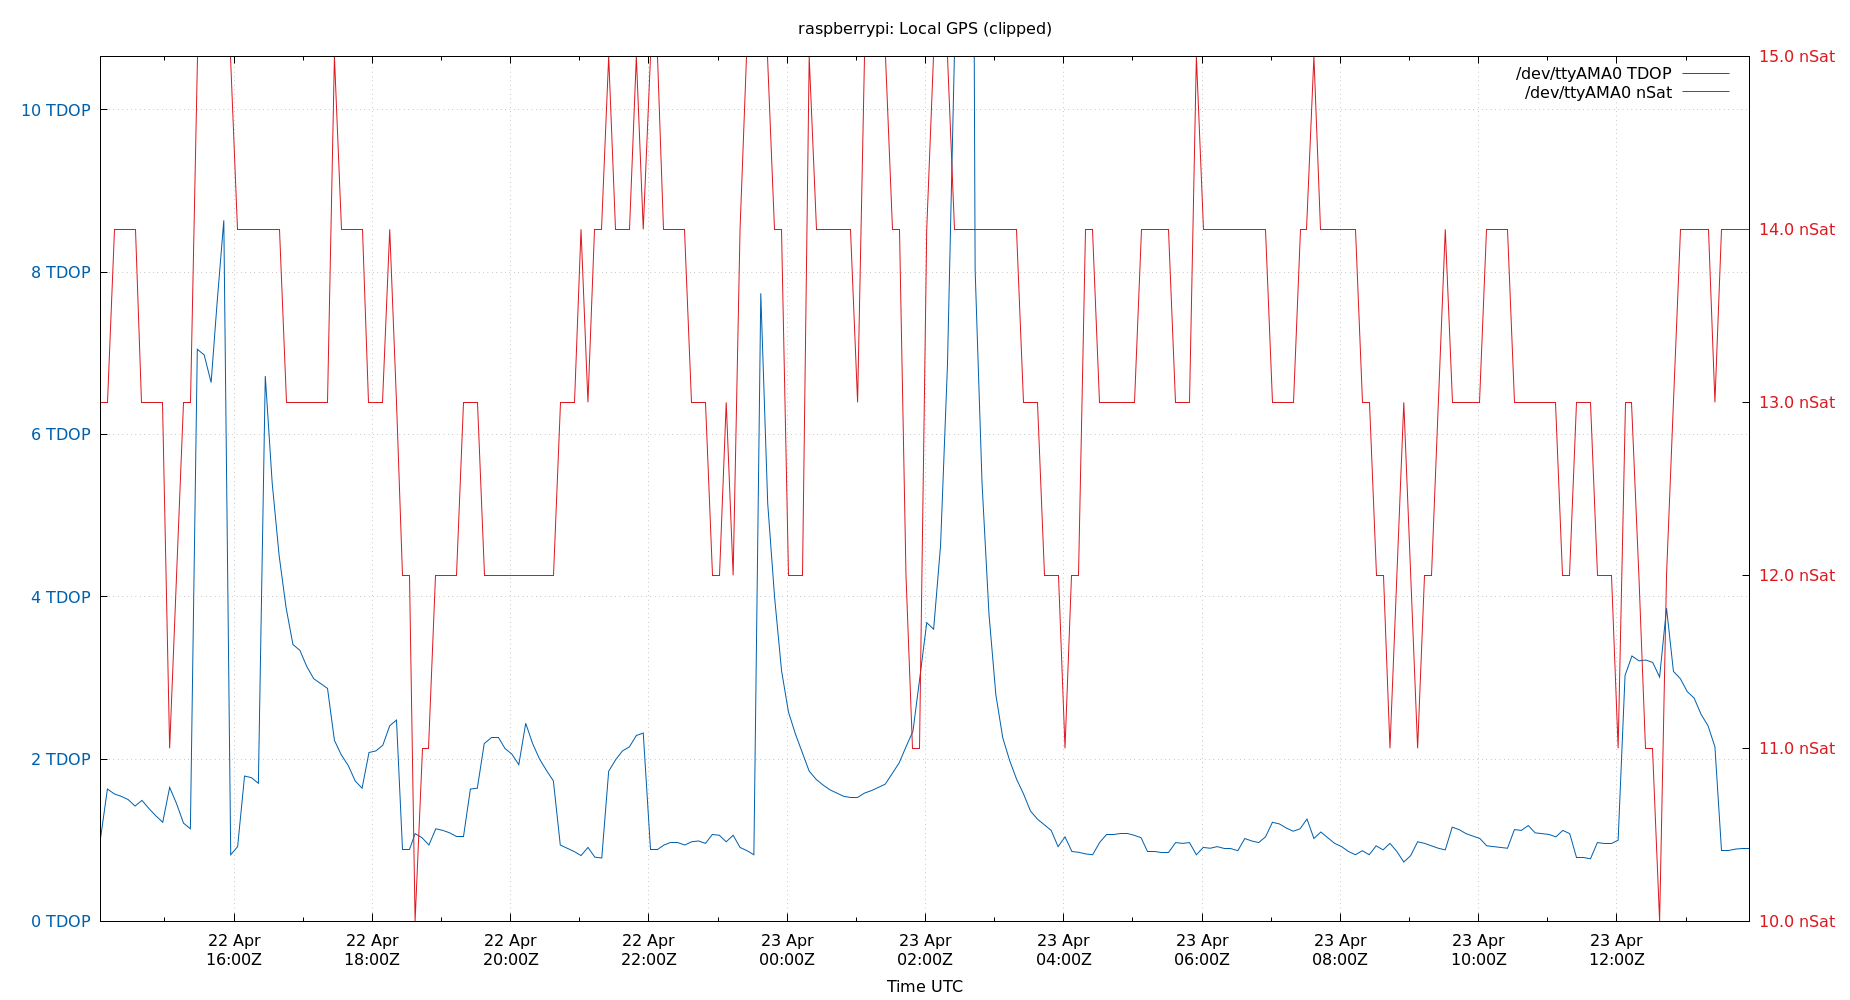 raspberrypi: Local GPS (clipped)
/dev/ttyAMA0 TDOP
/dev/ttyAMA0 nSat
10 TDOP
8 TDOP
6 TDOP
4 TDOP
2 TDOP
0 TDOP
15.0 nSat
14.0 nSat
13.0 nSat
12.0 nSat
11.0 nSat
10.0 nSat
22 Apr
16:00Z
22 Apr
18:00Z
22 Apr
20:00Z
22 Apr
22:00Z
23 Apr
00:00Z
23 Apr
02:00Z
23 Apr
04:00Z
23 Apr
06:00Z
23 Apr
08:00Z
23 Apr
10:00Z
23 Apr
12:00Z
Time UTC